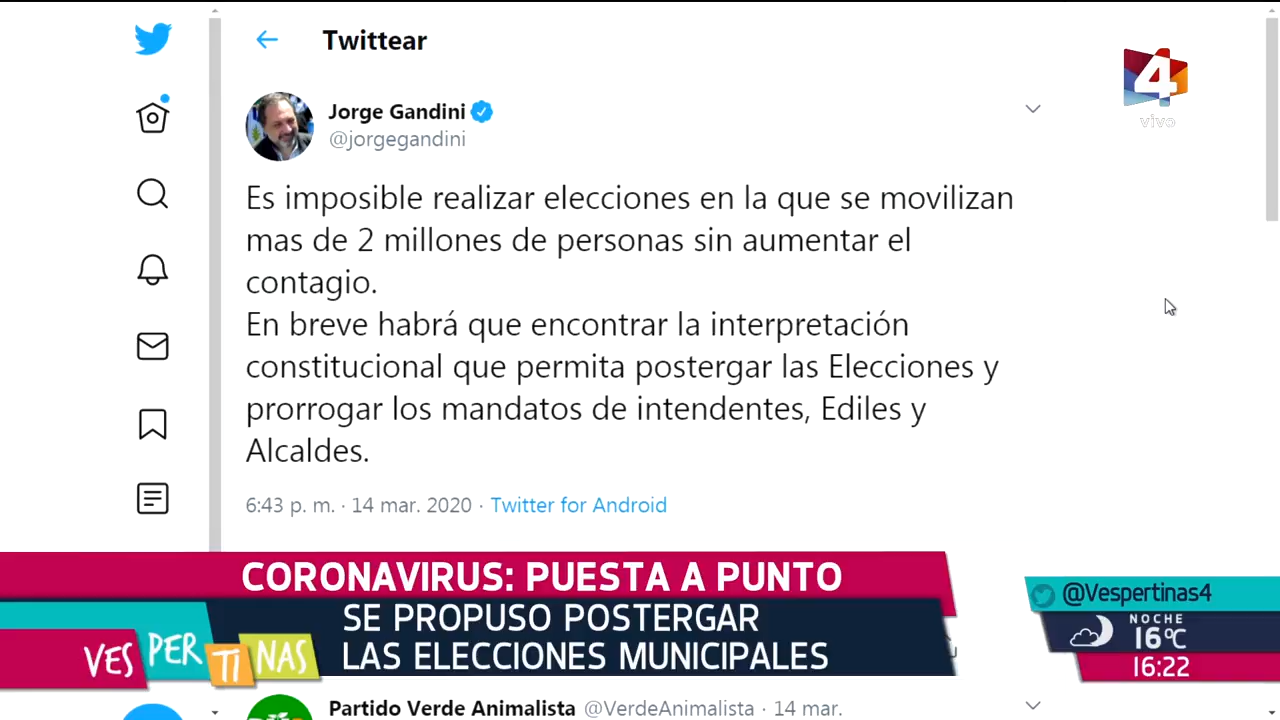 Twittear
4
vivo
Jorge Gandini
@jorgegandini
Es imposible realizar elecciones en la que se movilizan
mas de 2 millones de personas sin aumentar el
contagio.
En breve habrá que encontrar la interpretación
constitucional que permita postergar las Elecciones y
prorrogar los mandatos de intendentes, Ediles y
Alcaldes.
6:43 p. m. · 14 mar. 2020 · Twitter for Android
CORONAVIRUS: PUESTA A PUNTO
SE PROPUSO POSTERGAR
LAS ELECCIONES MUNICIPALES
VESPERTINAS
@Vespertinas4
NOCHE
16ºC
16:22
Partido Verde Animalista @VerdeAnimalista · 14 mar.